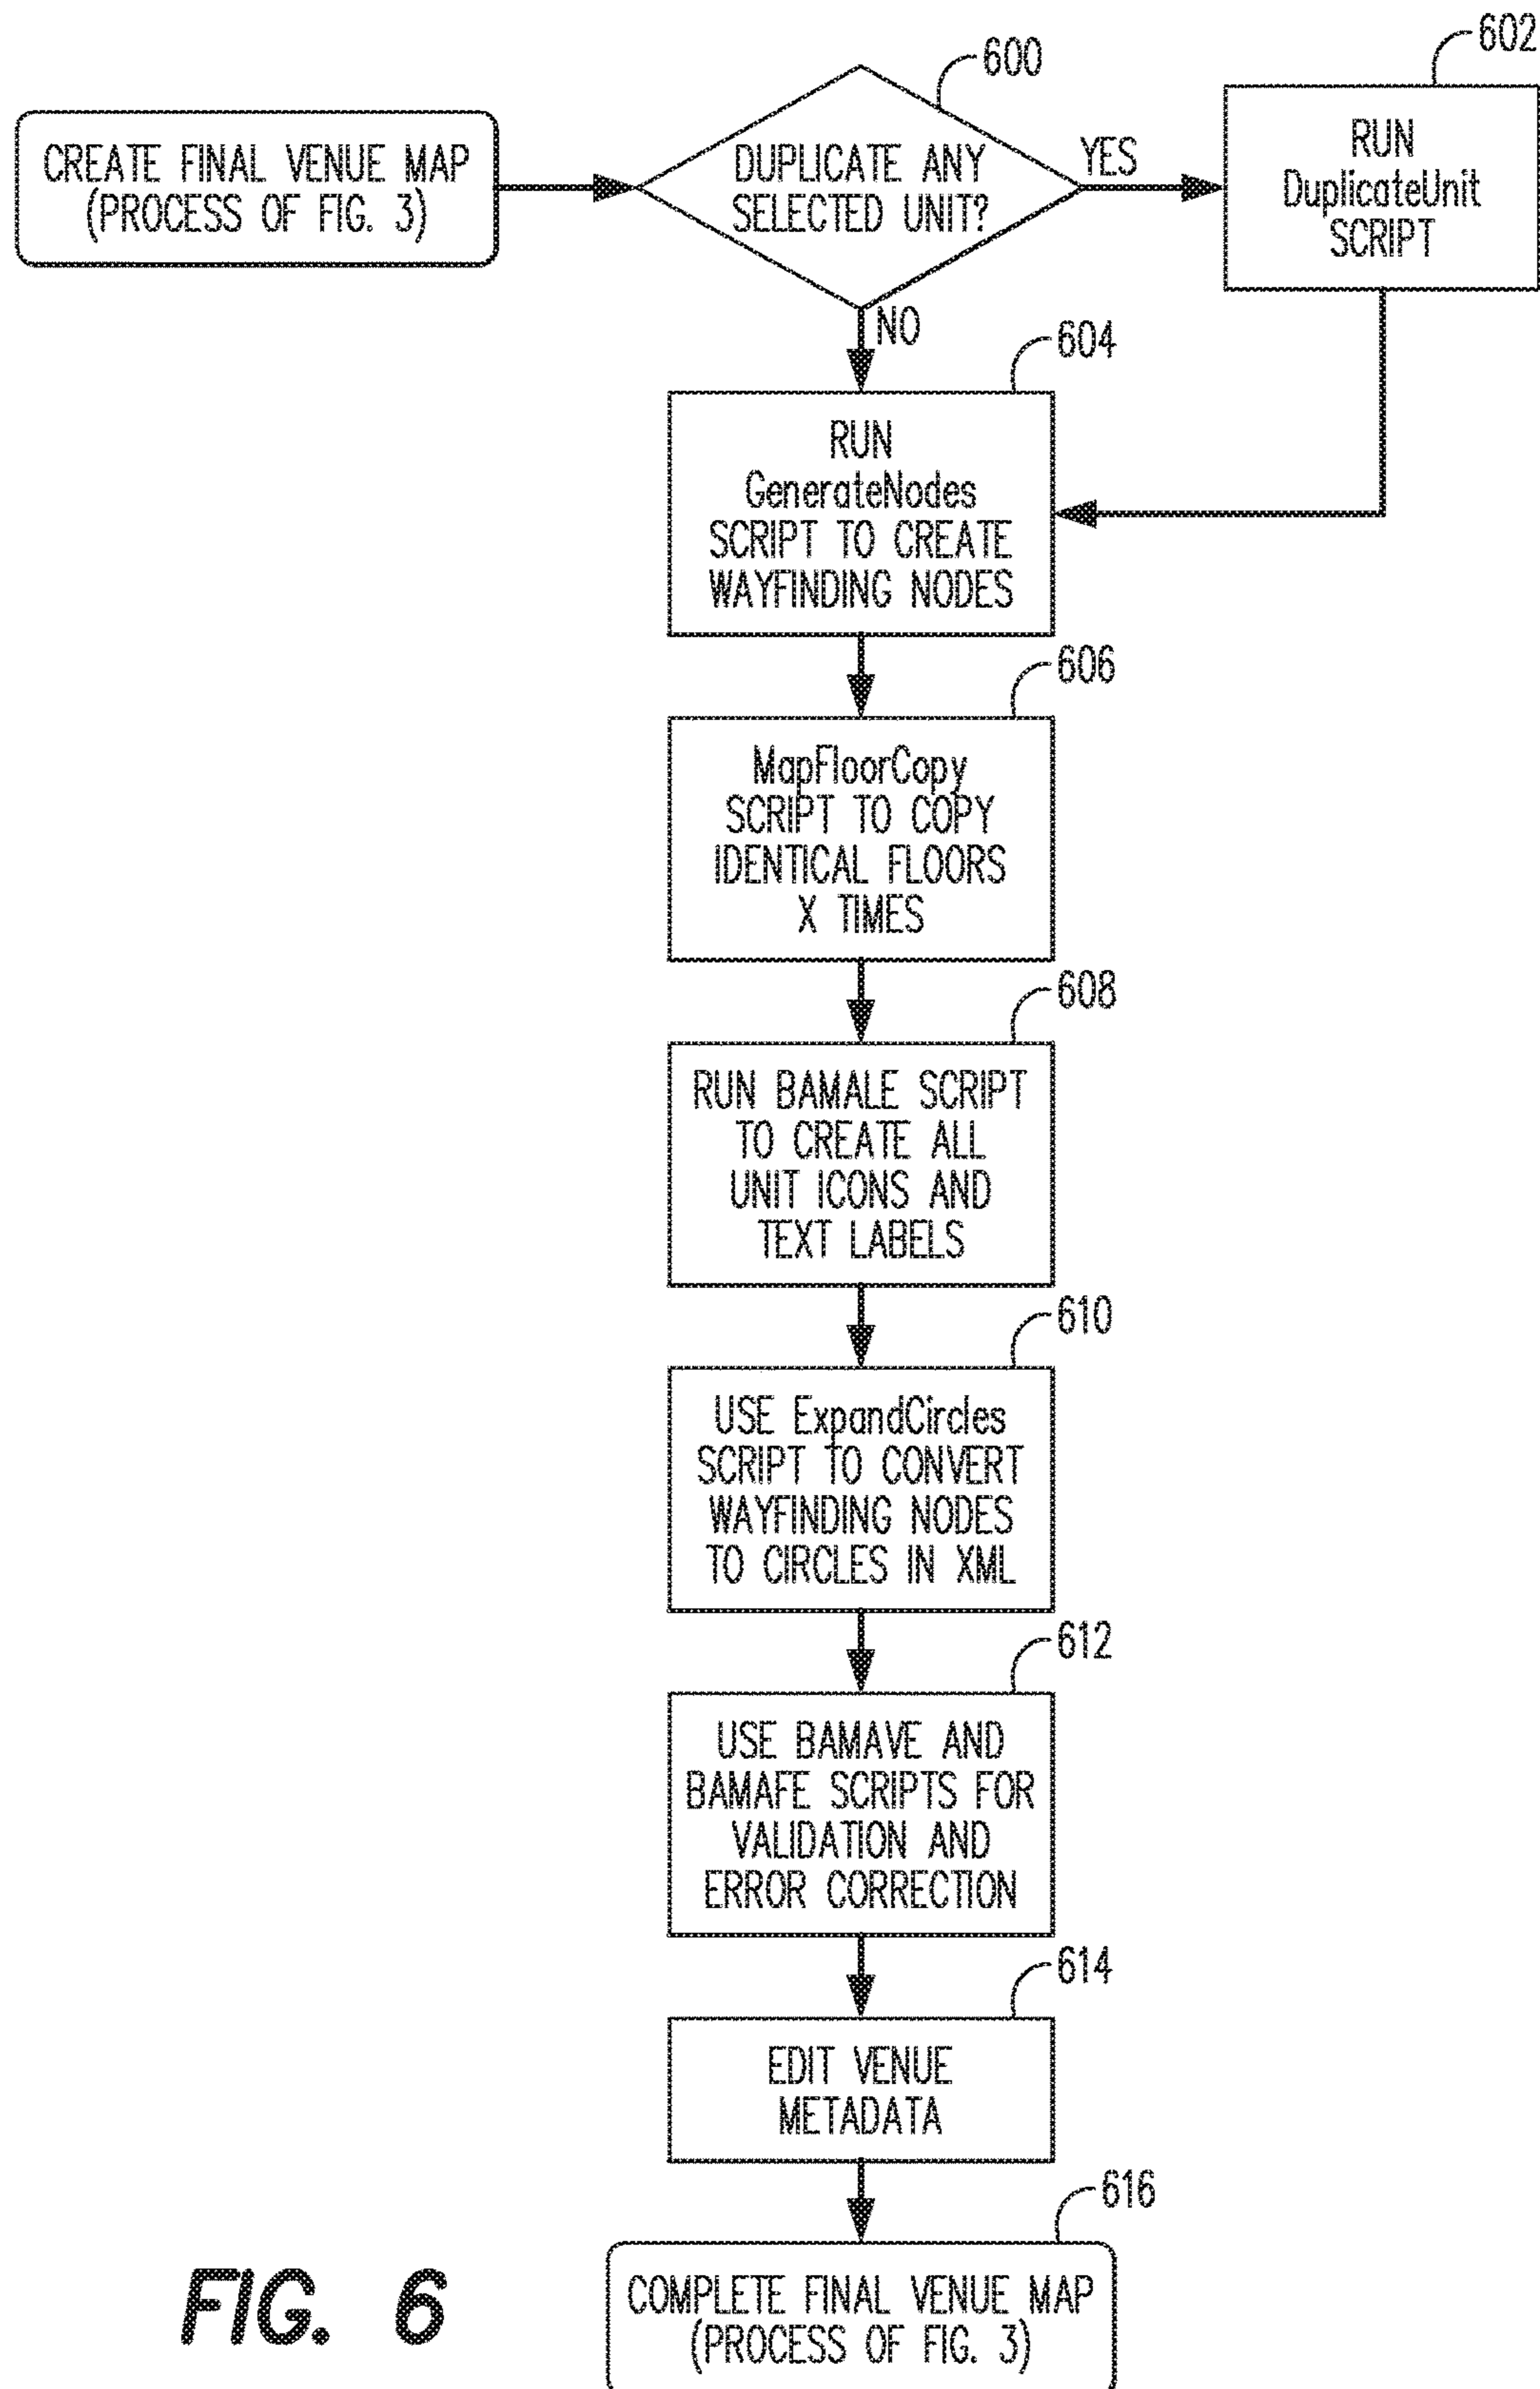 600
602
CREATE FINAL VENUE MAP
(PROCESS OF FIG. 3)
DUPLICATE ANY
SELECTED UNIT?
YES
RUN
DuplicateUnit
SCRIPT
NO
604
RUN
GenerateNodes
SCRIPT TO CREATE
WAYFINDING NODES
606
MapFloorCopy
SCRIPT TO COPY
IDENTICAL FLOORS
X TIMES
608
RUN BAMALE SCRIPT
TO CREATE ALL
UNIT ICONS AND
TEXT LABELS
610
USE ExpandCircles
SCRIPT TO CONVERT
WAYFINDING NODES
TO CIRCLES IN XML
612
USE BAMAVE AND
BAMAFE SCRIPTS FOR
VALIDATION AND
ERROR CORRECTION
614
EDIT VENUE
METADATA
616
COMPLETE FINAL VENUE MAP
(PROCESS OF FIG. 3)
FIG. 6